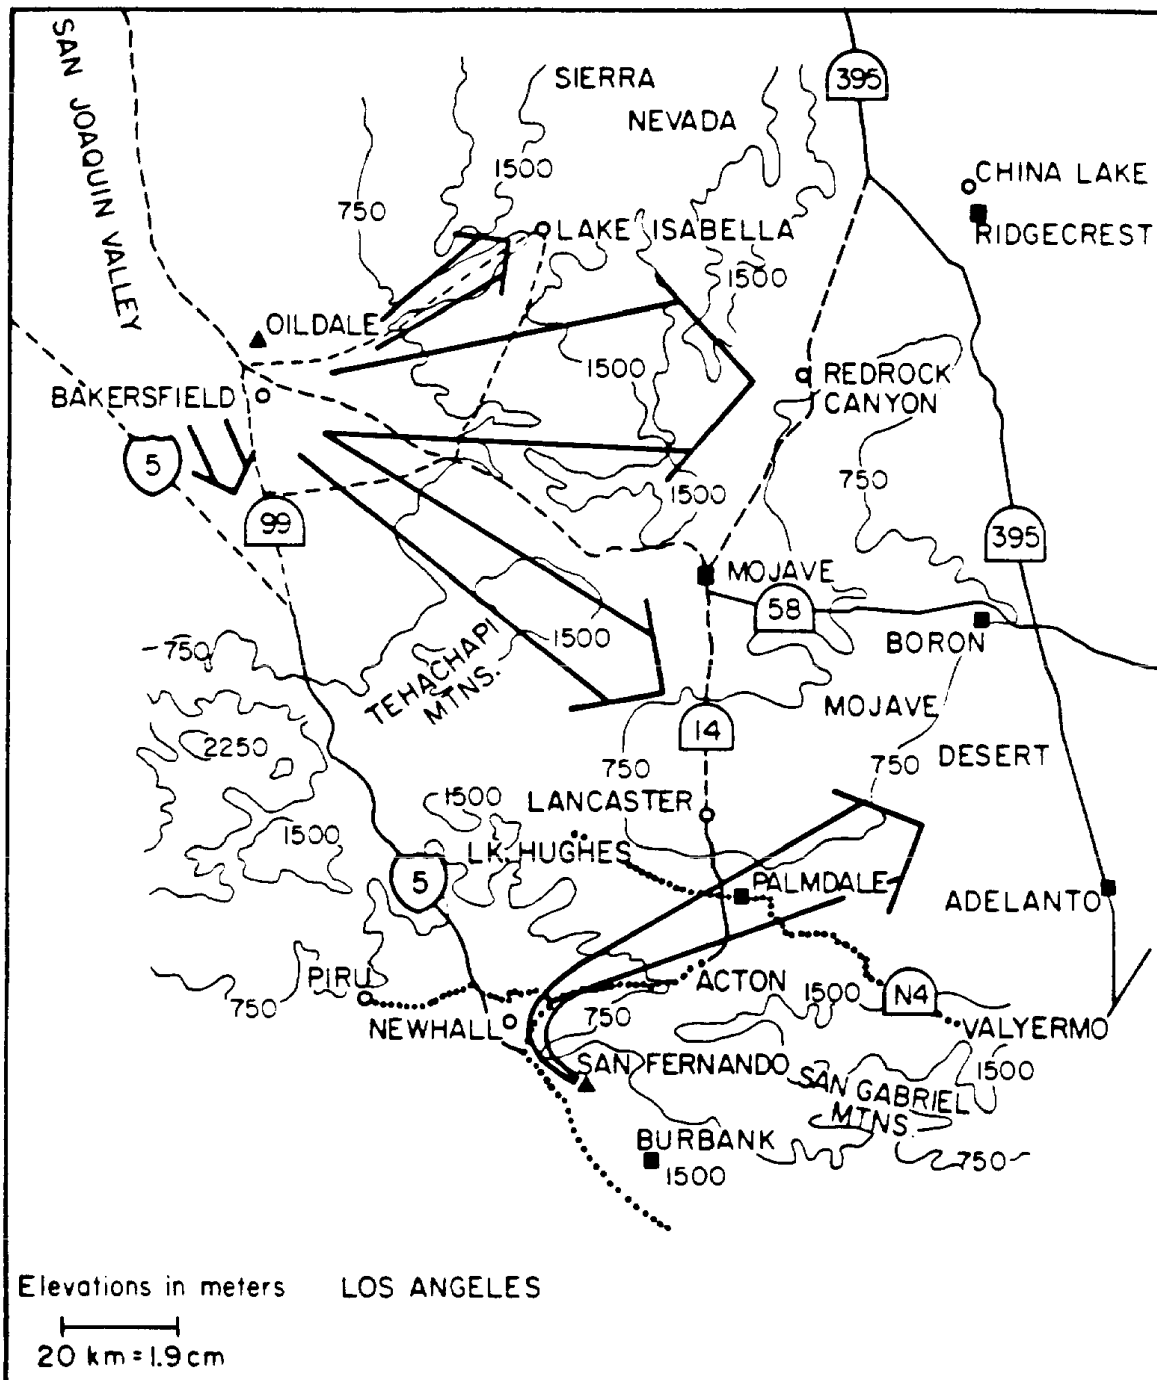 SAN JOAQUIN VALLEY
SIERRA
NEVADA
395
1500
CHINA LAKE
750
RIDGECREST
LAKE ISABELLA
1500
OILDALE
1500
1500
REDROCK
CANYON
BAKERSFIELD
5
750
1500
99
395
MOJAVE
58
BORON
750
1500
TEHACHAPI
MTNS.
MOJAVE
14
2250
DESERT
750
750
1500
LANCASTER
1500
LK. HUGHES
5
PALMDALE
ADELANTO
PIRU
ACTON
1500
N4
750
NEWHALL
750
VALYERMO
SAN FERNANDO
1500
SAN GABRIEL
MTNS.
BURBANK
750
1500
Elevations in meters
LOS ANGELES
20 km = 1.9 cm